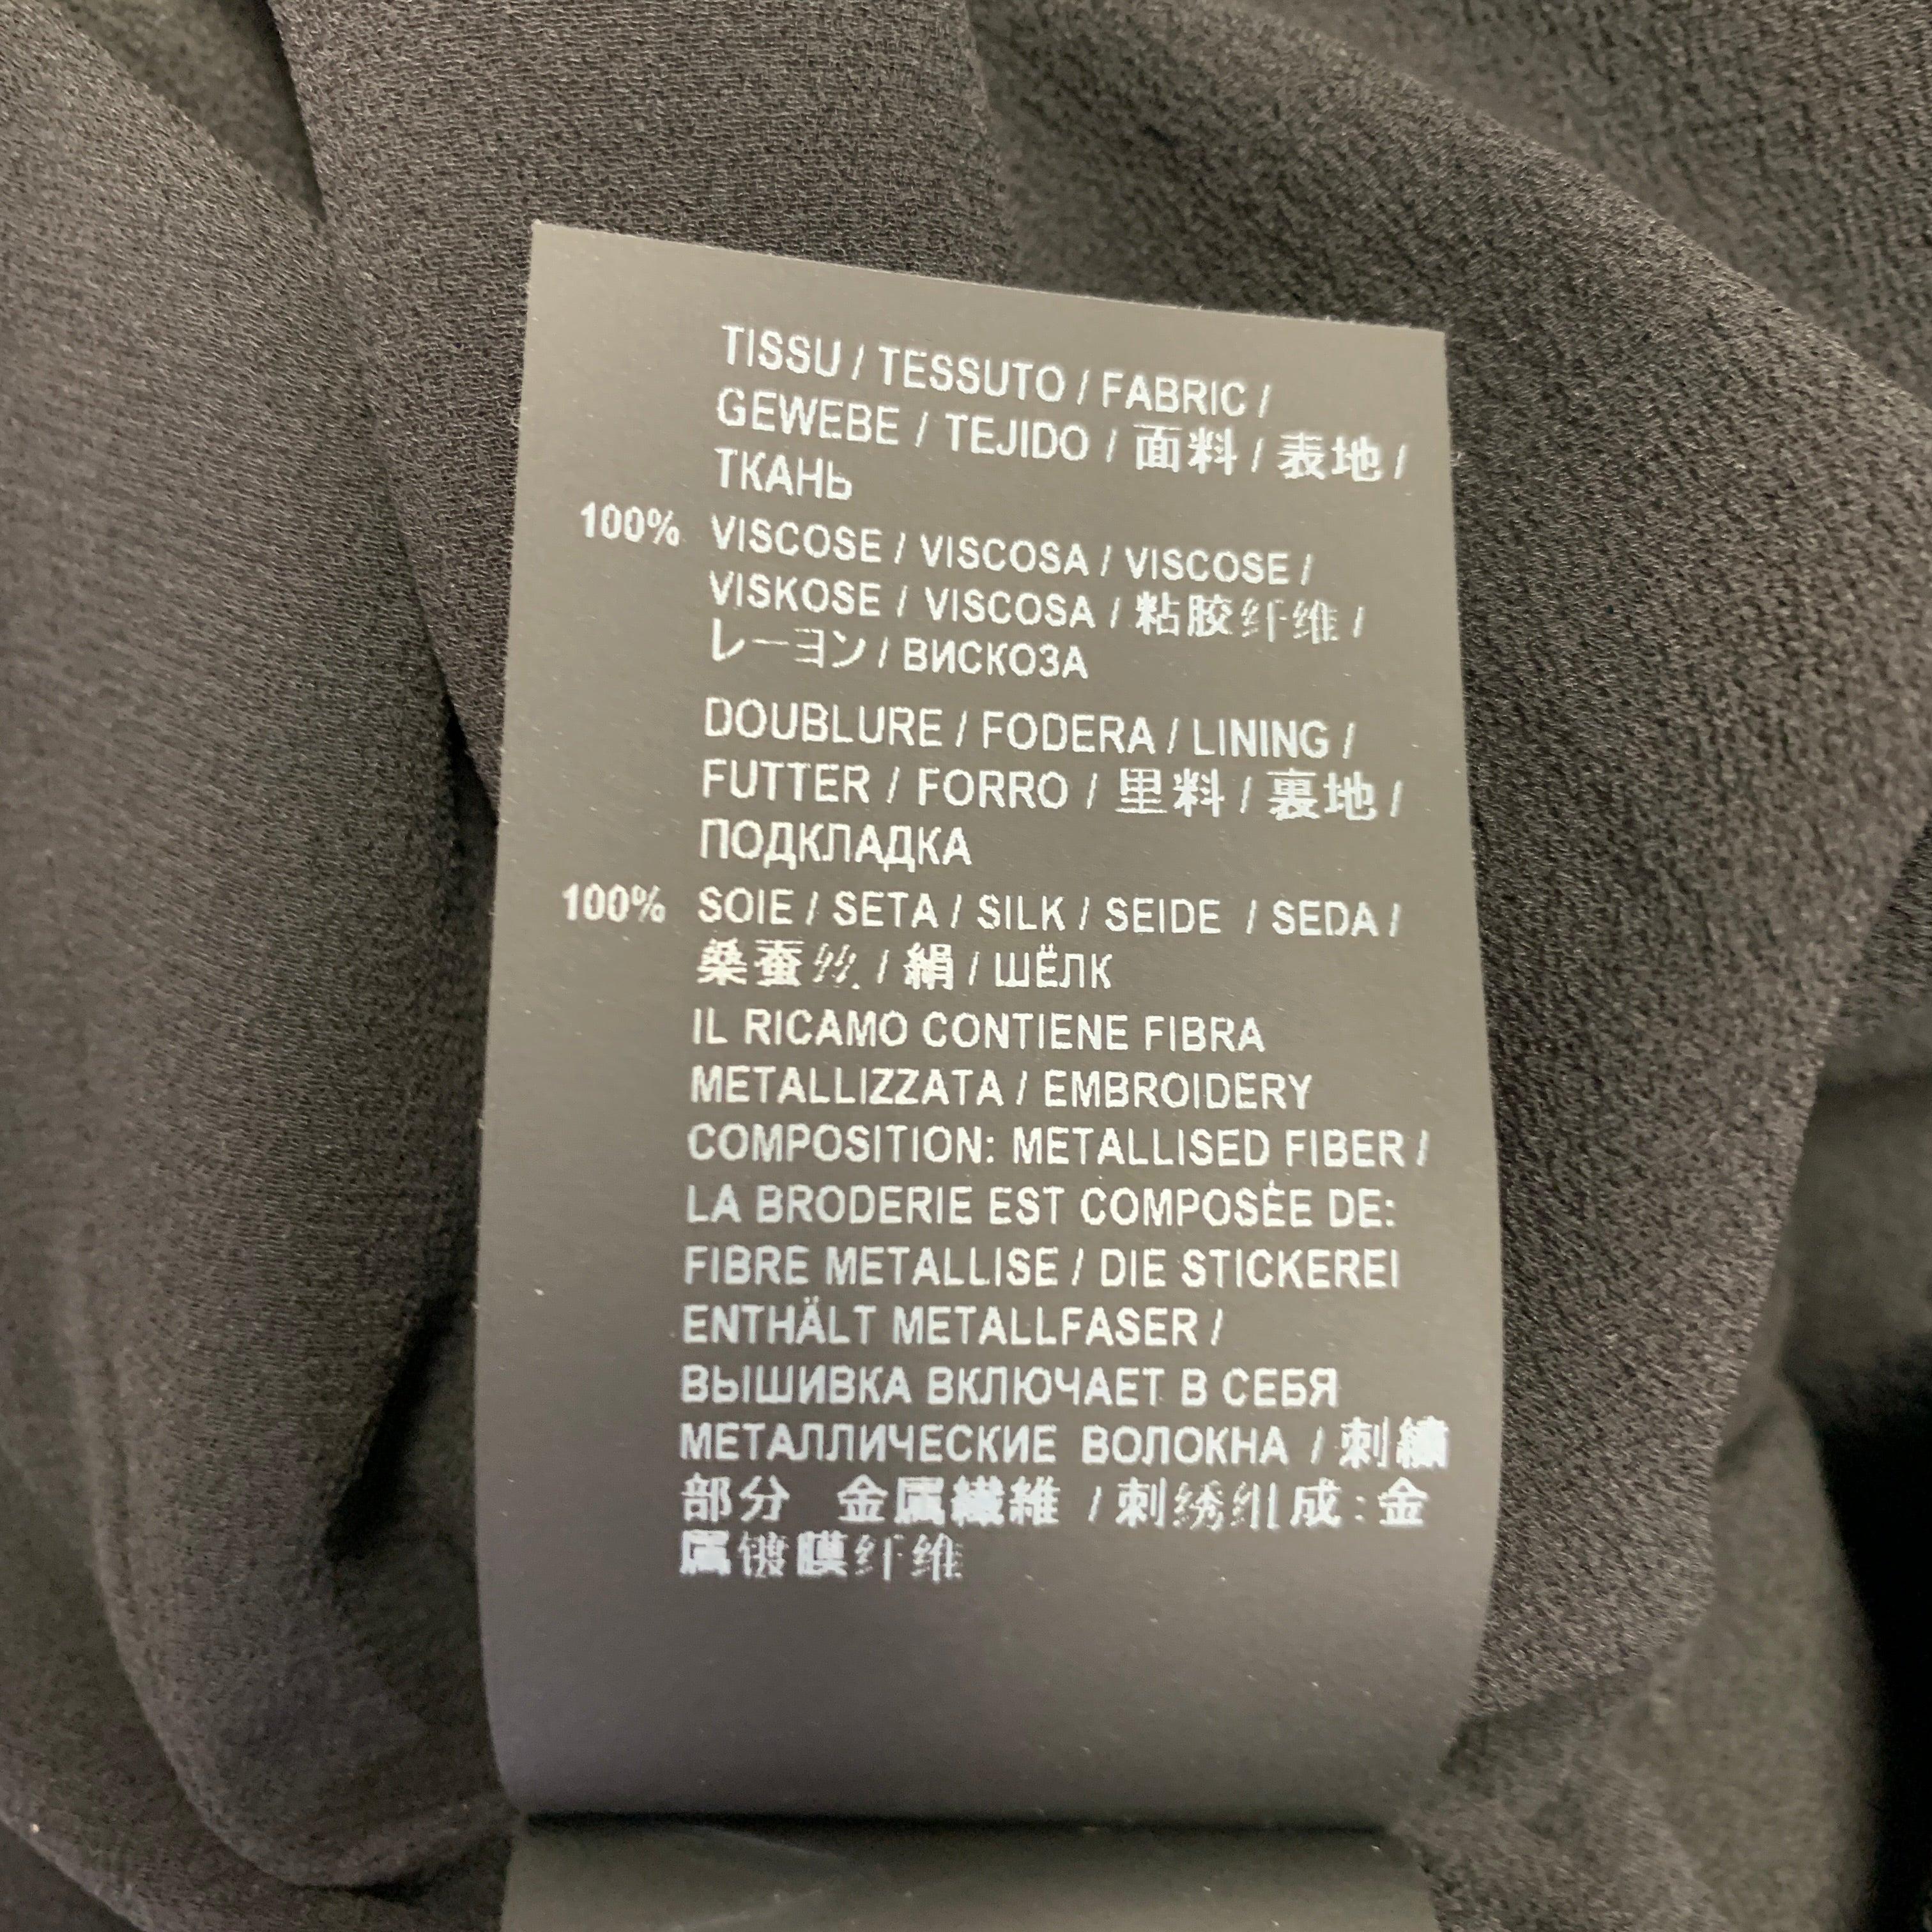 TISSU / TESSUTO / FABRIC /
GEWEBE / TEJIDO / 面料 / 表地 /
ТКАНЬ
100% VISCOSE / VISCOSA / VISCOSE /
VISKOSE / VISCOSA / 粘胶纤维 /
レーヨン / ВИСКОЗА
DOUBLURE / FODERA / LINING /
FUTTER / FORRO / 里料 / 裏地 /
ПОДКЛАДКА
100% SOIE / SETA / SILK / SEIDE / SEDA /
桑蚕丝 / 絹 / ШЁЛК
IL RICAMO CONTIENE FIBRA
METALLIZZATA / EMBROIDERY
COMPOSITION: METALLISED FIBER /
LA BRODERIE EST COMPOSÉE DE:
FIBRE METALLISE / DIE STICKEREI
ENTHÄLT METALLFASER /
ВЫШИВКА ВКЛЮЧАЕТ В СЕБЯ
МЕТАЛЛИЧЕСКИЕ ВОЛОКНА / 刺繍
部分 金属繊維 / 刺绣组成:金
属镀膜纤维